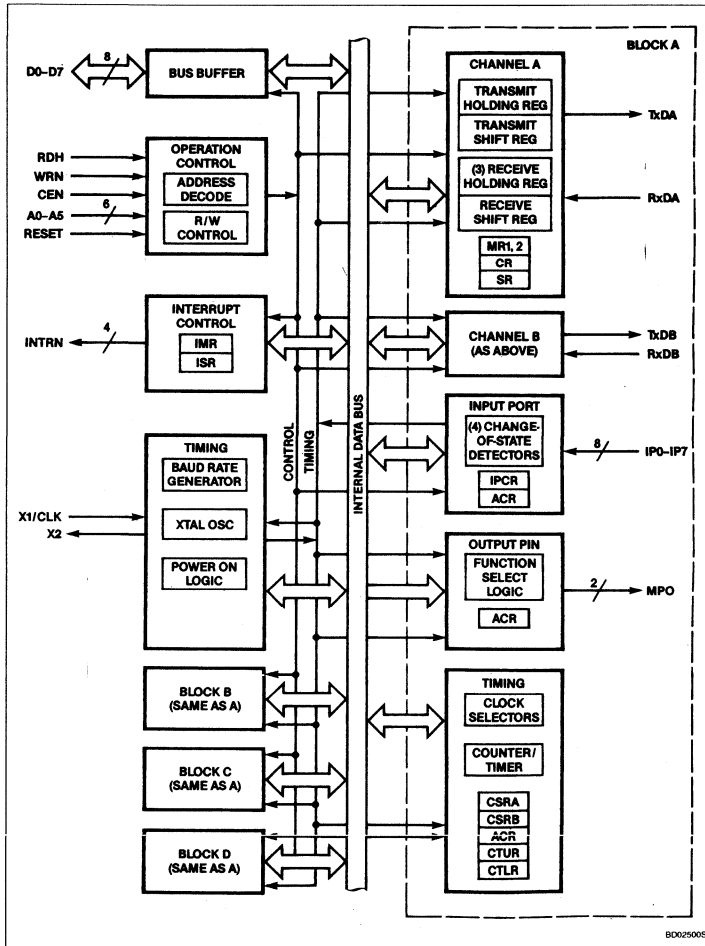 BLOCK A
D0–D7
8
BUS BUFFER
RDH
WRN
CEN
A0–A5
6
RESET
OPERATION
CONTROL
ADDRESS
DECODE
R/W
CONTROL
INTRN
4
INTERRUPT
CONTROL
IMR
ISR
X1/CLK
X2
TIMING
BAUD RATE
GENERATOR
XTAL OSC
POWER ON
LOGIC
BLOCK B
(SAME AS A)
BLOCK C
(SAME AS A)
BLOCK D
(SAME AS A)
CONTROL
TIMING
INTERNAL DATA BUS
CHANNEL A
TRANSMIT
HOLDING REG
TRANSMIT
SHIFT REG
(3) RECEIVE
HOLDING REG
RECEIVE
SHIFT REG
MR1, 2
CR
SR
TxDA
RxDA
CHANNEL B
(AS ABOVE)
TxDB
RxDB
INPUT PORT
(4) CHANGE-
OF-STATE
DETECTORS
IPCR
ACR
8
IP0–IP7
OUTPUT PIN
FUNCTION
SELECT
LOGIC
ACR
2
MPO
TIMING
CLOCK
SELECTORS
COUNTER/
TIMER
CSRA
CSRB
ACR
CTUR
CTLR
BD02500S